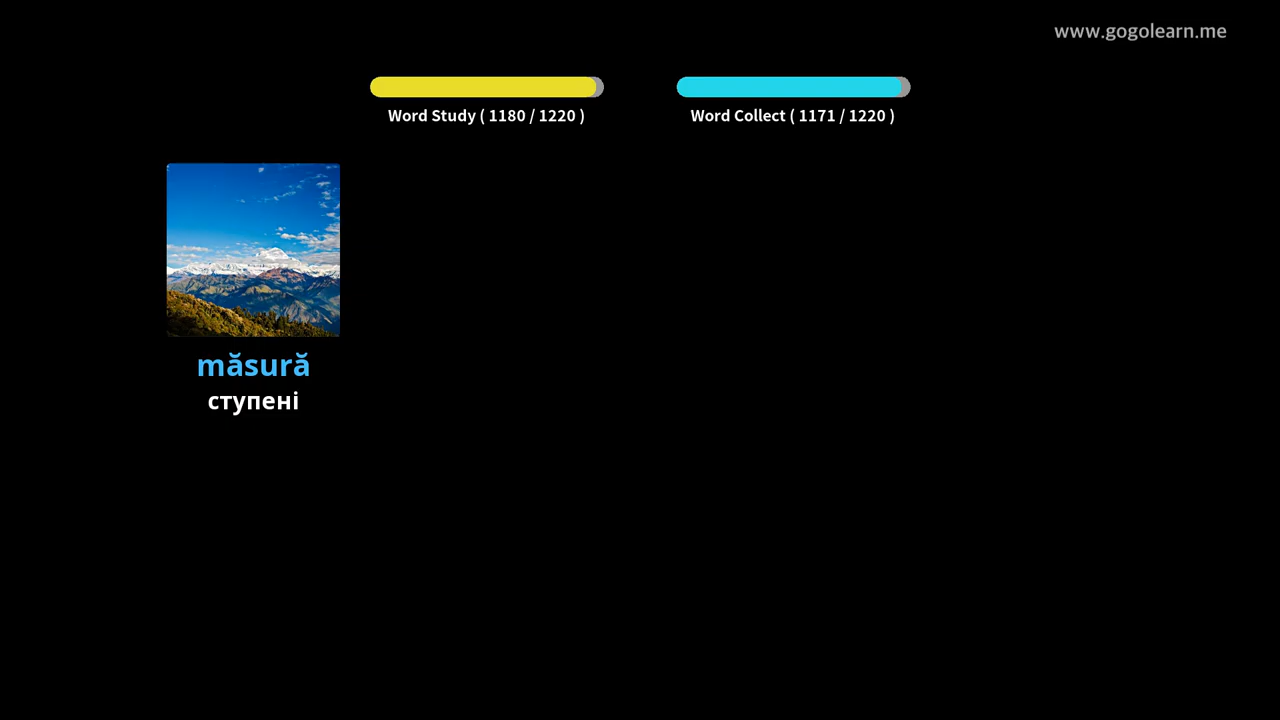 www.gogolearn.me
Word Study ( 1180 / 1220 )
Word Collect ( 1171 / 1220 )
măsură
ступені